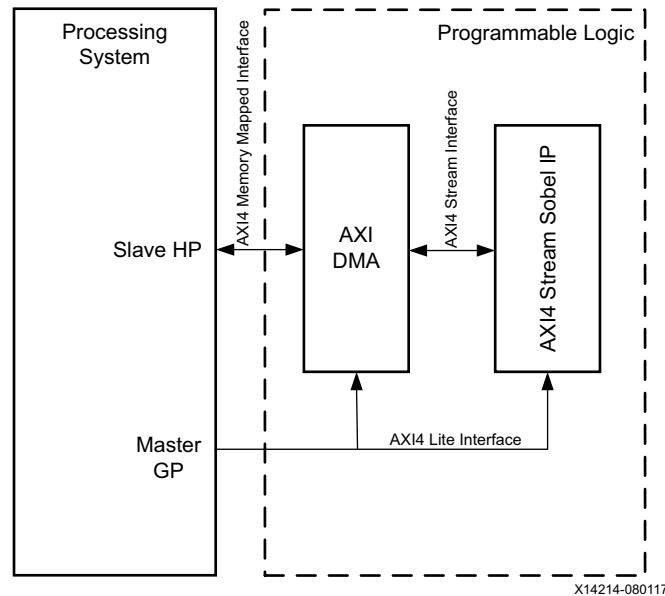 Processing
System
Programmable Logic
AXI4 Memory Mapped Interface
AXI4 Stream Interface
AXI4 Stream Sobel IP
AXI
DMA
Slave HP
Master
GP
AXI4 Lite Interface
X14214-080117